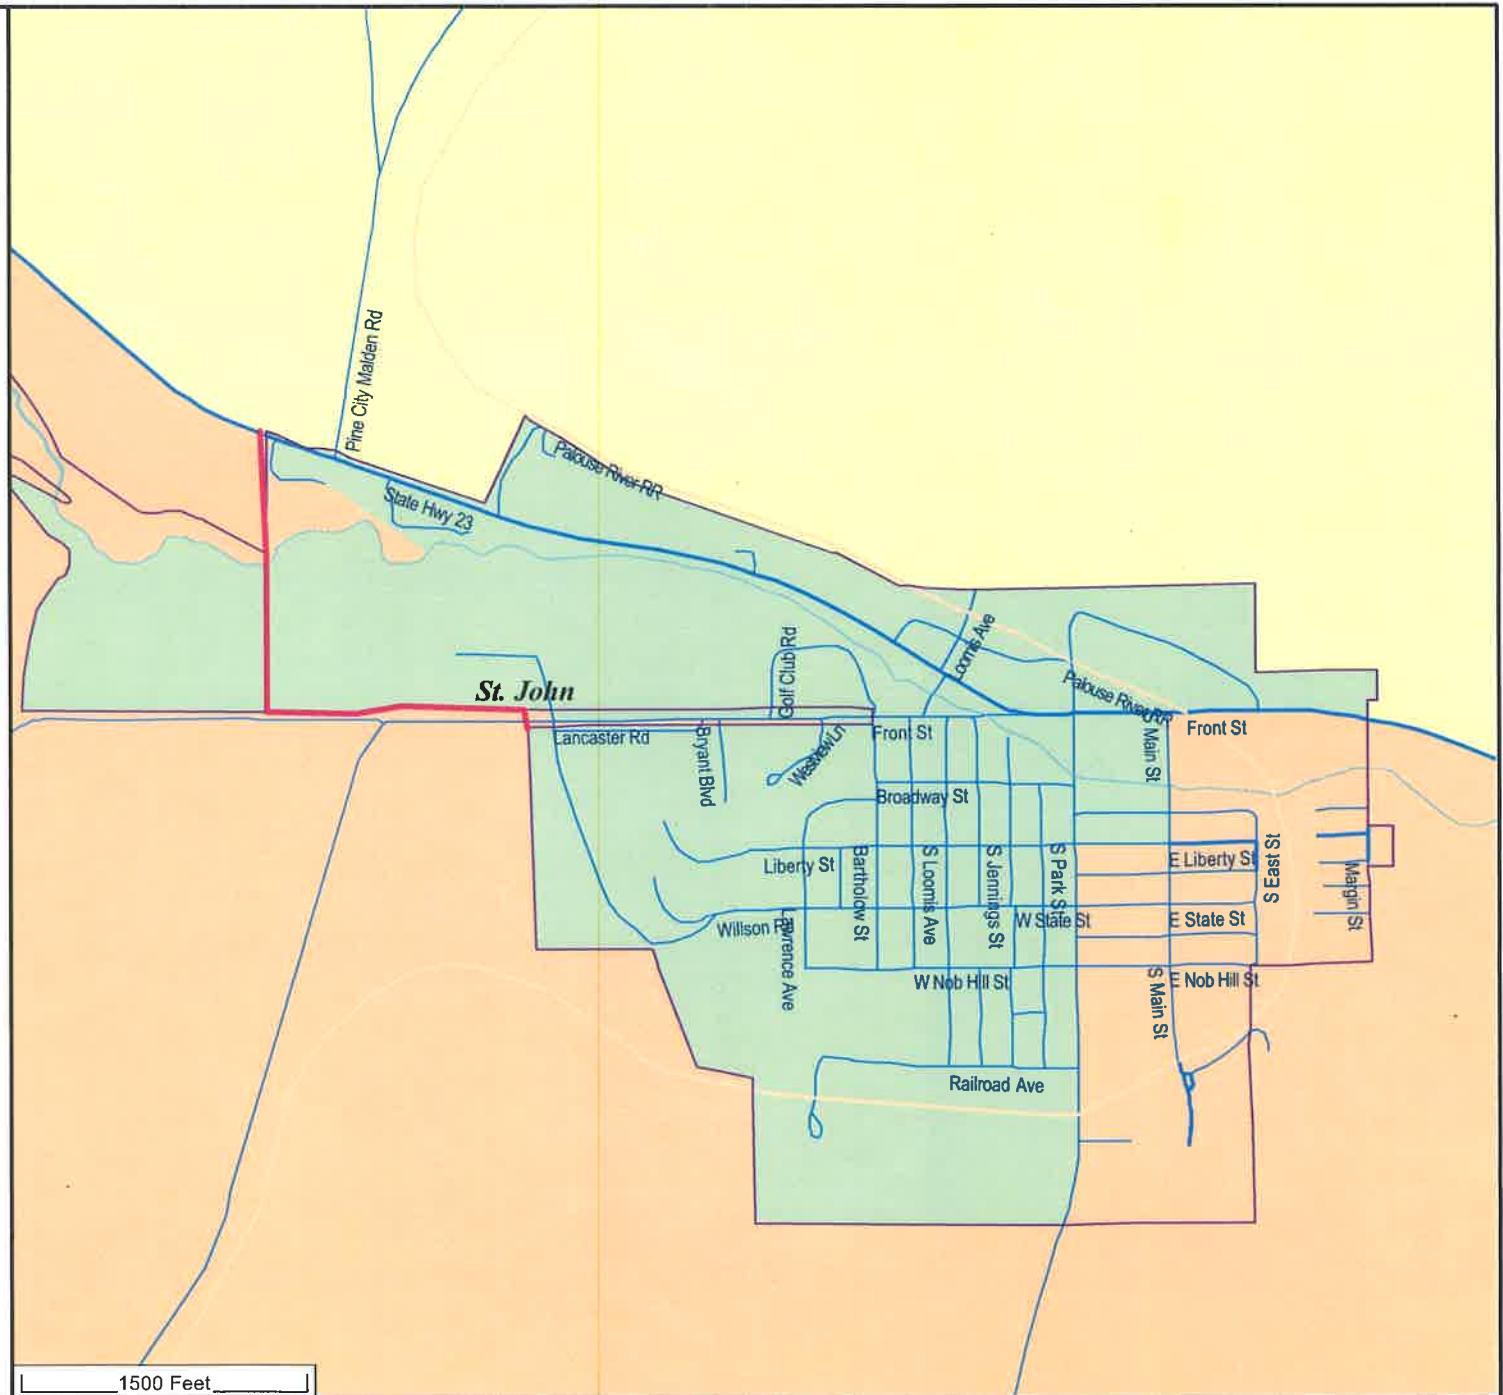 Pine City Malden Rd
Palouse River RR
State Hwy 23
Loomis Ave
Golf Club Rd
St. John
Palouse River RR
Lancaster Rd
Bryant Blvd
Westview Ln
Front St
Main St
Front St
Broadway St
Liberty St
Bartholow St
S Loomis Ave
S Jennings St
S Park St
E Liberty St
S East St
Margin St
Willson Rd
Lawrence Ave
W State St
E State St
W Nob Hill St
S Main St
E Nob Hill St
Railroad Ave
1500 Feet